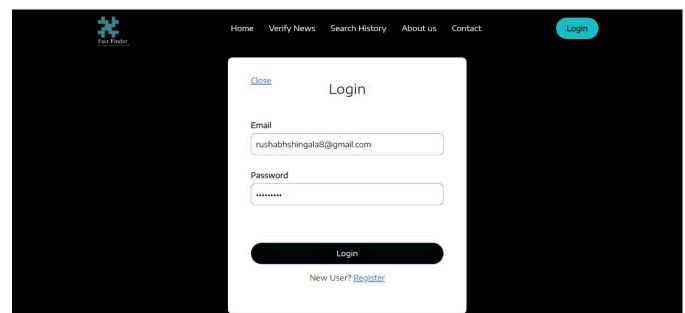 Home Verify News Search History About us Contact Login
Fact Finder
Close
Login
Email
rushabhshingala8@gmail.com
Password
•••••••••
Login
New User? Register